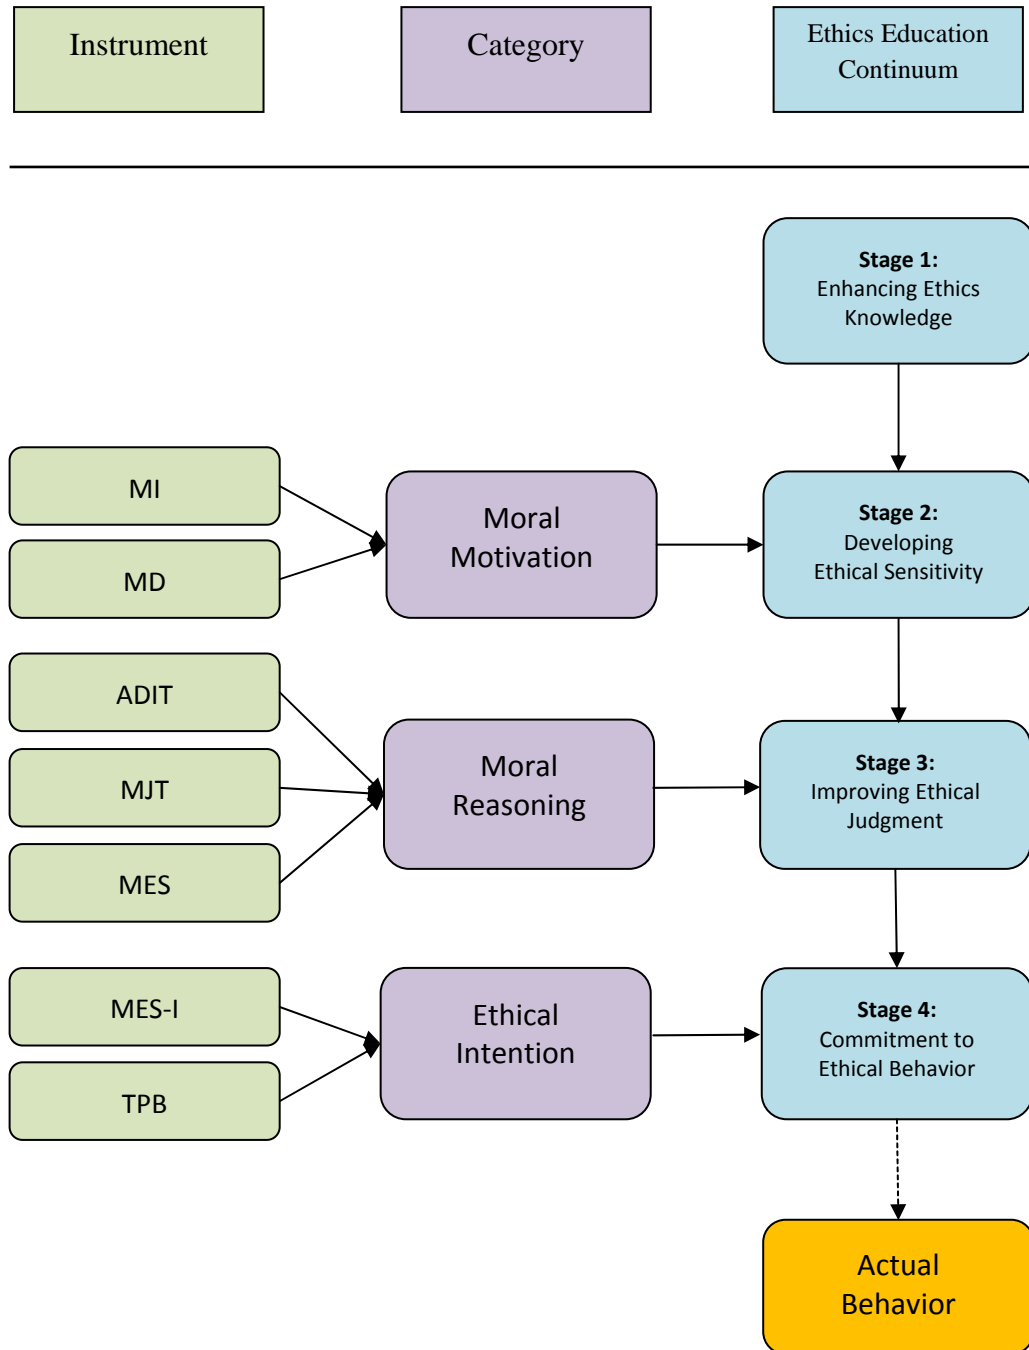 Instrument
Category
Ethics Education
Continuum
Stage 1:
Enhancing Ethics
Knowledge
MI
MD
Moral
Motivation
Stage 2:
Developing
Ethical Sensitivity
ADIT
MJT
MES
Moral
Reasoning
Stage 3:
Improving Ethical
Judgment
MES-I
TPB
Ethical
Intention
Stage 4:
Commitment to
Ethical Behavior
Actual
Behavior